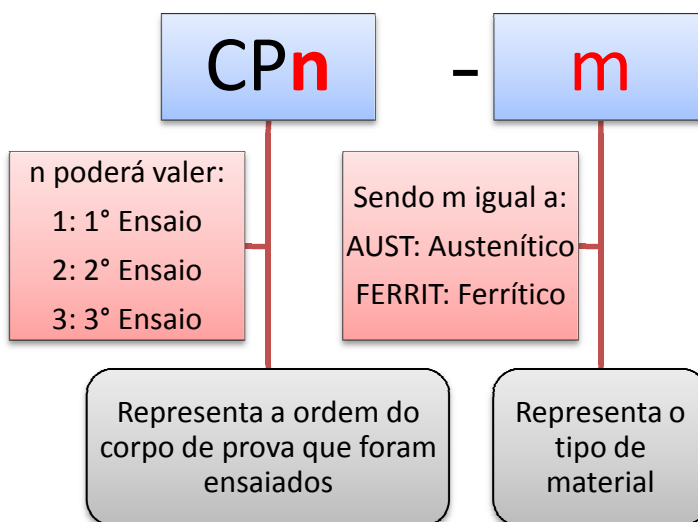 CPn - m
n poderá valer:
1: 1° Ensaio
2: 2° Ensaio
3: 3° Ensaio
Sendo m igual a:
AUST: Austenítico
FERRIT: Ferrítico
Representa a ordem do
corpo de prova que foram
ensaiados
Representa o
tipo de
material